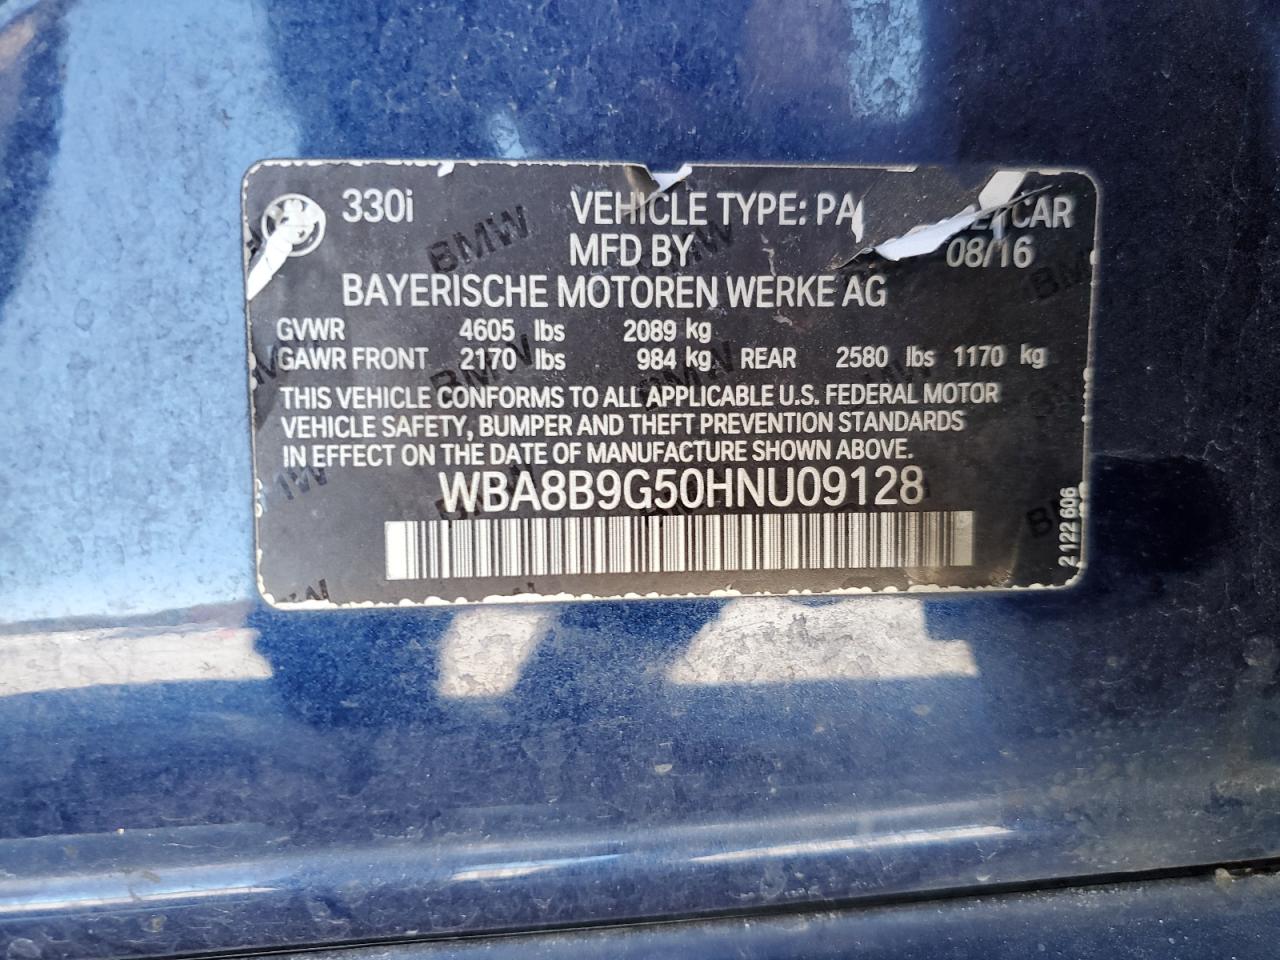 330i VEHICLE TYPE: PA
MFD BY 08/16
BAYERISCHE MOTOREN WERKE AG
GVWR 4605 lbs 2089 kg
GAWR FRONT 2170 lbs 984 kg REAR 2580 lbs 1170 kg
THIS VEHICLE CONFORMS TO ALL APPLICABLE U.S. FEDERAL MOTOR
VEHICLE SAFETY, BUMPER AND THEFT PREVENTION STANDARDS
IN EFFECT ON THE DATE OF MANUFACTURE SHOWN ABOVE.
WBA8B9G50HNU09128
2 122 606